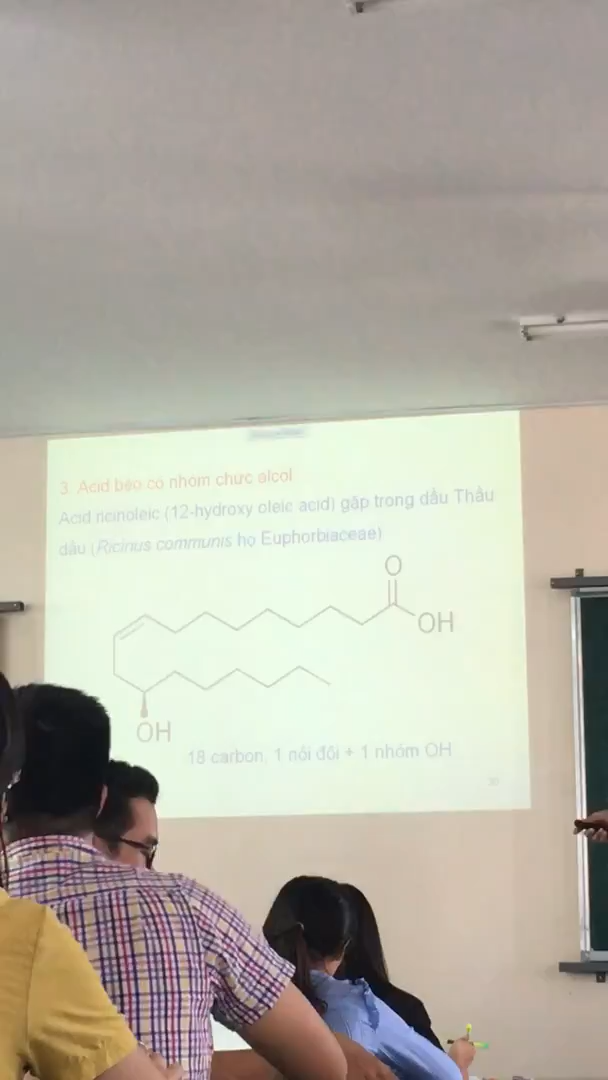 3. Acid béo có nhóm chức alcol
Acid ricinoleic (12-hydroxy oleic acid) gặp trong dầu Thầu
dầu (Ricinus communis họ Euphorbiaceae)
O
OH
OH
18 carbon, 1 nối đôi + 1 nhóm OH